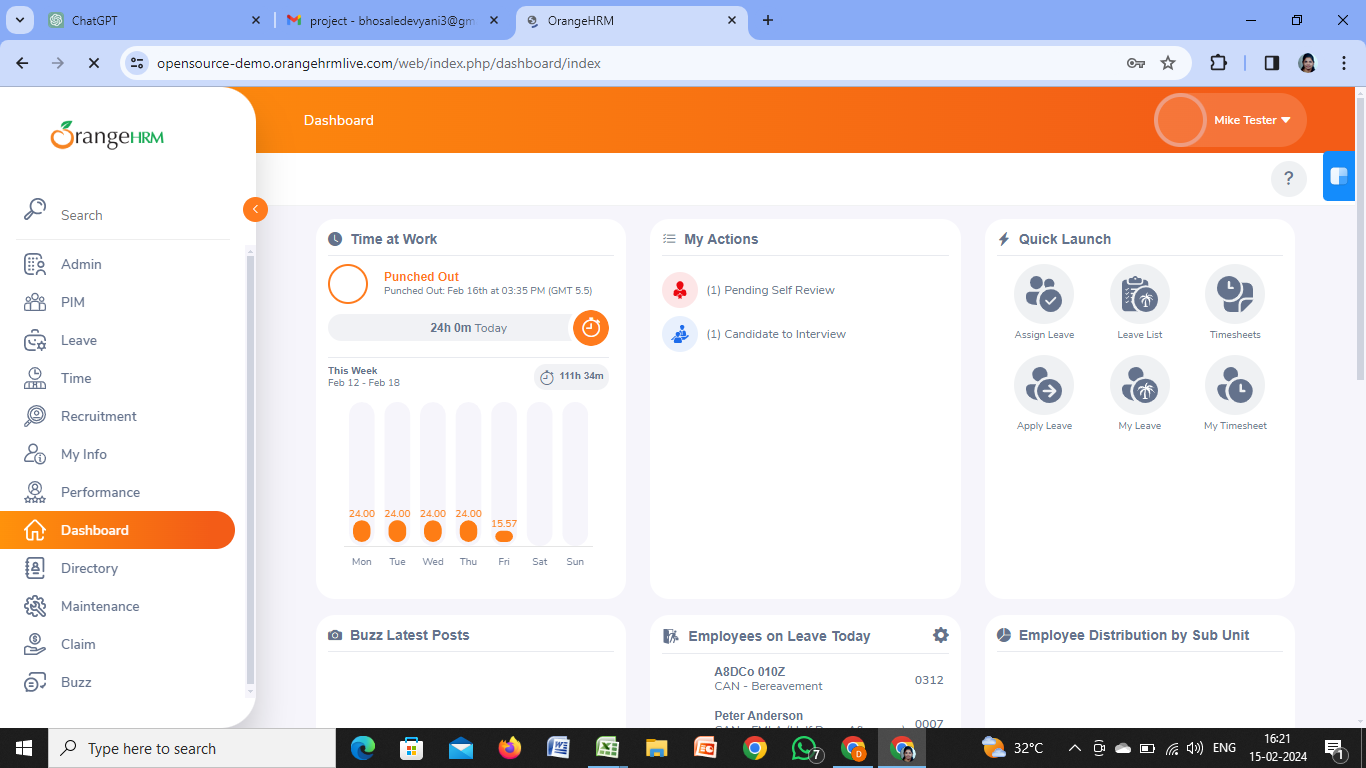 ChatGPT
project - bhosaledevyani3@gm
OrangeHRM
opensource-demo.orangehrmlive.com/web/index.php/dashboard/index
OrangeHRM
Dashboard
Mike Tester
?
Search
Admin
PIM
Leave
Time
Recruitment
My Info
Performance
Dashboard
Directory
Maintenance
Claim
Buzz
Time at Work
Punched Out
Punched Out: Feb 16th at 03:35 PM (GMT 5.5)
24h 0m Today
This Week
Feb 12 - Feb 18
111h 34m
24.00 24.00 24.00 24.00 15.57
Mon Tue Wed Thu Fri Sat Sun
My Actions
(1) Pending Self Review
(1) Candidate to Interview
Quick Launch
Assign Leave Leave List Timesheets
Apply Leave My Leave My Timesheet
Buzz Latest Posts
Employees on Leave Today
A8DCo 010Z
CAN - Bereavement
0312
Peter Anderson
0007
Employee Distribution by Sub Unit
Type here to search
7
D
32°C
ENG
16:21
15-02-2024
1